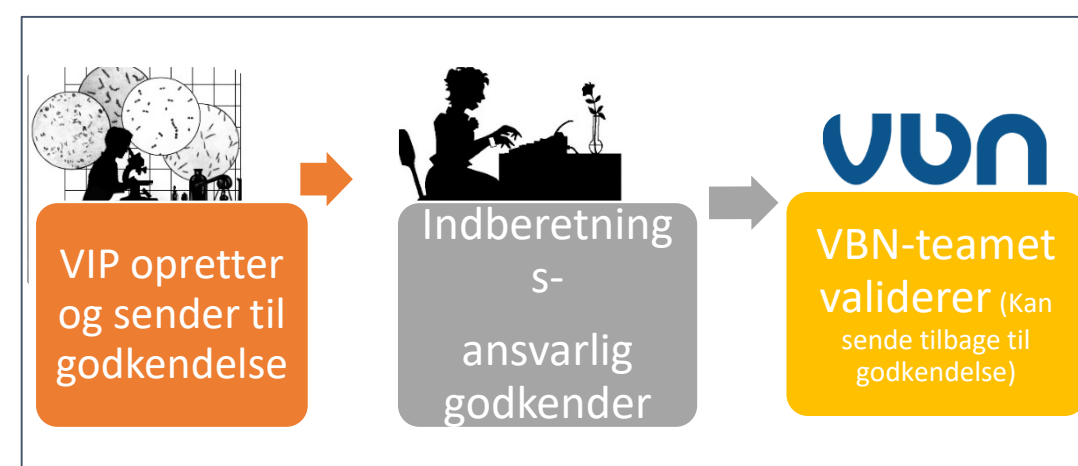 VIP opretter
og sender til
godkendelse
Indberetning
s-
ansvarlig
godkender
vbn
VBN-teamet
validerer (Kan
sende tilbage til
godkendelse)